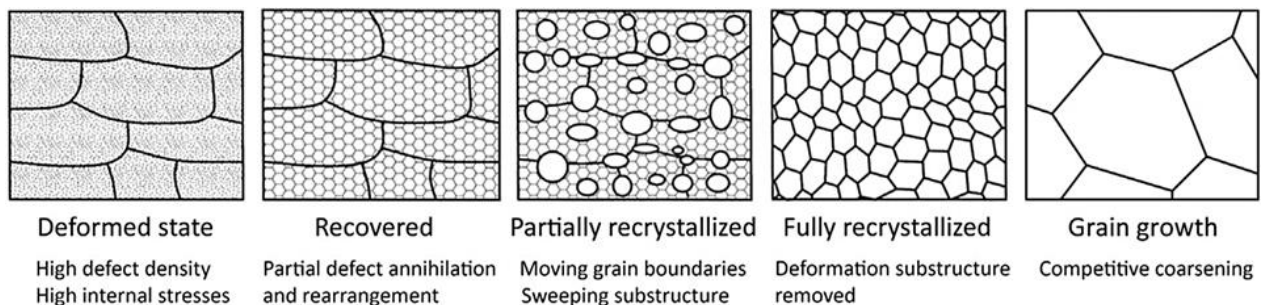 Deformed state
High defect density
High internal stresses
Recovered
Partial defect annihilation
and rearrangement
Partially recrystallized
Moving grain boundaries
Sweeping substructure
Fully recrystallized
Deformation substructure
removed
Grain growth
Competitive coarsening